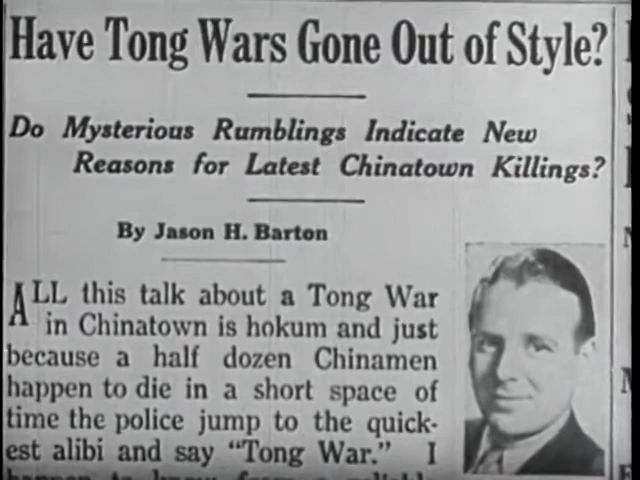 Have Tong Wars Gone Out of Style?
Do Mysterious Rumblings Indicate New
Reasons for Latest Chinatown Killings?
By Jason H. Barton
ALL this talk about a Tong War
in Chinatown is hokum and just
because a half dozen Chinamen
happen to die in a short space of
time the police jump to the quick-
est alibi and say "Tong War." I